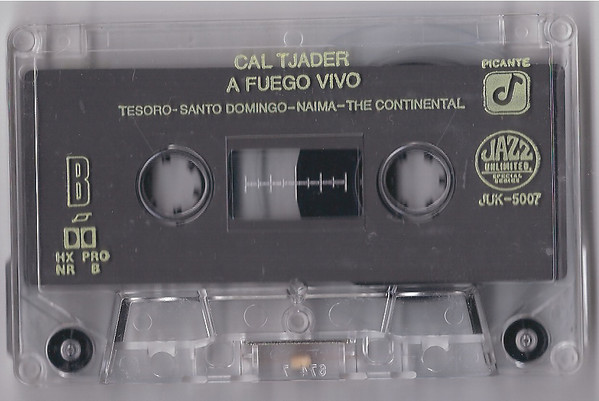 CAL TJADER
A FUEGO VIVO
TESORO-SANTO DOMINGO-NAIMA-THE CONTINENTAL
PICANTE
JAZZ
UNLIMITED.
SPECIAL
SERIES
JUK-5007
B
HX PRO
NR B